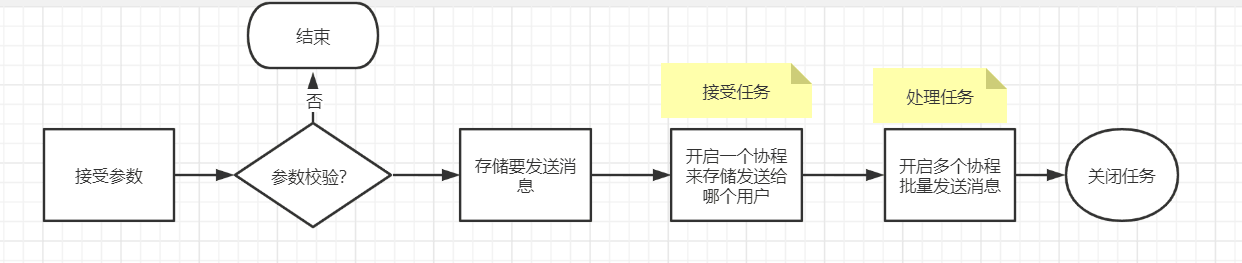 结束
否
接受任务
处理任务
接受参数
参数校验?
存储要发送消
息
开启一个协程
来存储发送给
哪个用户
开启多个协程
批量发送消息
关闭任务